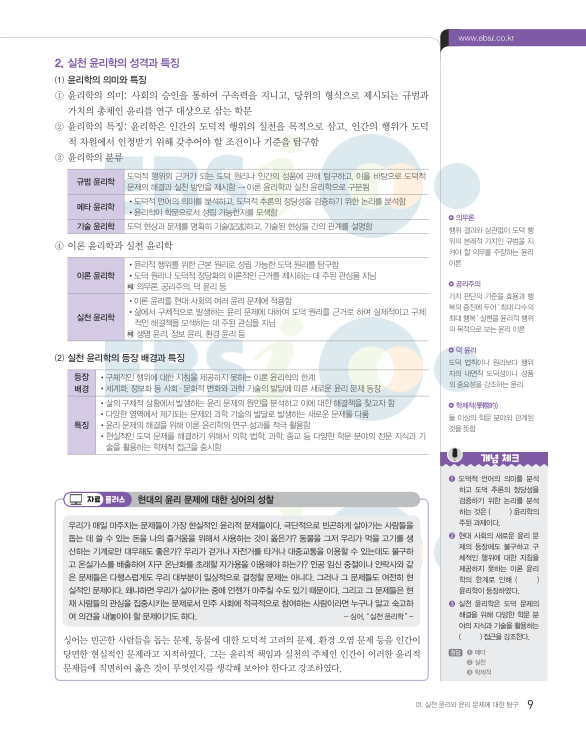 www.ebsi.co.kr
2. 실천 윤리학의 성격과 특징
(1) 윤리학의 의미와 특징
① 윤리학의 의미: 사회의 승인을 통하여 구속력을 지니고, 당위의 형식으로 제시되는 규범과
가치의 총체인 윤리를 연구 대상으로 삼는 학문
② 윤리학의 특징: 윤리학은 인간의 도덕적 행위의 실천을 목적으로 삼고, 인간의 행위가 도덕
적 차원에서 인정받기 위해 갖추어야 할 조건이나 기준을 탐구함
③ 윤리학의 분류
규범 윤리학
도덕적 행위의 근거가 되는 도덕 원리나 인간의 성품에 관해 탐구하고, 이를 바탕으로 도덕적
문제의 해결과 실천 방안을 제시함 → 이론 윤리학과 실천 윤리학으로 구분됨
메타 윤리학
• 도덕적 언어의 의미를 분석하고, 도덕적 추론의 정당성을 검증하기 위한 논리를 분석함
• 윤리학이 학문으로서 성립 가능한지를 모색함
기술 윤리학
도덕 현상과 문제를 명확히 기술(記述)하고, 기술된 현상들 간의 관계를 설명함
④ 이론 윤리학과 실천 윤리학
이론 윤리학
• 윤리적 행위를 위한 근본 원리로 성립 가능한 도덕 원리를 탐구함
• 도덕 원리나 도덕적 정당화의 이론적인 근거를 제시하는 데 주된 관심을 지님
예 의무론, 공리주의, 덕 윤리 등
실천 윤리학
• 이론 윤리를 현대 사회의 여러 윤리 문제에 적용함
• 삶에서 구체적으로 발생하는 윤리 문제에 대하여 도덕 원리를 근거로 하여 실제적이고 구체
적인 해결책을 모색하는 데 주된 관심을 지님
예 생명 윤리, 정보 윤리, 환경 윤리 등
(2) 실천 윤리학의 등장 배경과 특징
등장
배경
• 구체적인 행위에 대한 지침을 제공하지 못하는 이론 윤리학의 한계
• 세계화, 정보화 등 사회·문화적 변화와 과학 기술의 발달에 따른 새로운 윤리 문제 등장
특징
• 삶의 구체적 상황에서 발생하는 윤리 문제의 원인을 분석하고 이에 대한 해결책을 찾고자 함
• 다양한 영역에서 제기되는 문제와 과학 기술의 발달로 발생하는 새로운 문제를 다룸
• 윤리 문제의 해결을 위해 이론 윤리학의 연구 성과를 적극 활용함
• 현실적인 도덕 문제를 해결하기 위해서 의학, 법학, 과학, 종교 등 다양한 학문 분야의 전문 지식과 기
술을 활용하는 학제적 접근을 중시함
자료 플러스 현대의 윤리 문제에 대한 싱어의 성찰
우리가 매일 마주치는 문제들이 가장 현실적인 윤리적 문제들이다. 극단적으로 빈곤하게 살아가는 사람들을
돕는 데 쓸 수 있는 돈을 나의 즐거움을 위해서 사용하는 것이 옳은가? 동물을 그저 우리가 먹을 고기를 생
산하는 기계로만 대우해도 좋은가? 우리가 걷거나 자전거를 타거나 대중교통을 이용할 수 있는데도 불구하
고 온실가스를 배출하여 지구 온난화를 초래할 자가용을 이용해야 하는가? 인공 임신 중절이나 안락사와 같
은 문제들은 다행스럽게도 우리 대부분이 일상적으로 결정할 문제는 아니다. 그러나 그 문제들도 여전히 현
실적인 문제이다. 왜냐하면 우리가 살아가는 중에 언젠가 마주칠 수도 있기 때문이다. 그리고 그 문제들은 현
재 사람들의 관심을 집중시키는 문제로서 민주 사회에 적극적으로 참여하는 사람이라면 누구나 알고 숙고하
여 의견을 내놓아야 할 문제이기도 하다.
– 싱어, “실천 윤리학” –
싱어는 빈곤한 사람들을 돕는 문제, 동물에 대한 도덕적 고려의 문제, 환경 오염 문제 등을 인간이
당면한 현실적인 문제라고 지적하였다. 그는 윤리적 책임과 실천의 주체인 인간이 이러한 윤리적
문제들에 직면하여 옳은 것이 무엇인지를 생각해 보아야 한다고 강조하였다.
의무론
행위 결과와 상관없이 도덕 행
위의 본래적 가치인 규범을 지
켜야 할 의무를 주장하는 윤리
이론
공리주의
가치 판단의 기준을 효용과 행
복의 증진에 두어 ‘최대 다수의
최대 행복’ 실현을 윤리적 행위
의 목적으로 보는 윤리 이론
덕 윤리
도덕 법칙이나 원리보다 행위
자의 내면적 도덕성이나 성품
의 중요성을 강조하는 윤리
학제적(學際的)
둘 이상의 학문 분야와 관계된
것을 뜻함
개념 체크
❶ 도덕적 언어의 의미를 분석
하고 도덕 추론의 정당성을
검증하기 위한 논리를 분석
하는 것은 ( ) 윤리학의
주된 과제이다.
❷ 현대 사회의 새로운 윤리 문
제의 등장에도 불구하고 구
체적인 행위에 대한 지침을
제공하지 못하는 이론 윤리
학의 한계로 인해 ( )
윤리학이 등장하였다.
❸ 실천 윤리학은 도덕 문제의
해결을 위해 다양한 학문 분
야의 지식과 기술을 활용하는
( ) 접근을 강조한다.
정답 ❶ 메타
❷ 실천
❸ 학제적
01. 실천 윤리와 윤리 문제에 대한 탐구 9